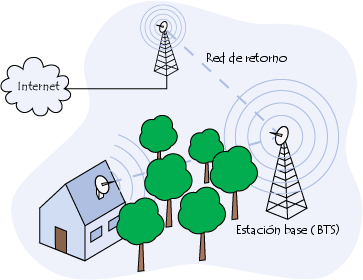 Red de retorno
Internet
Estación base (BTS)